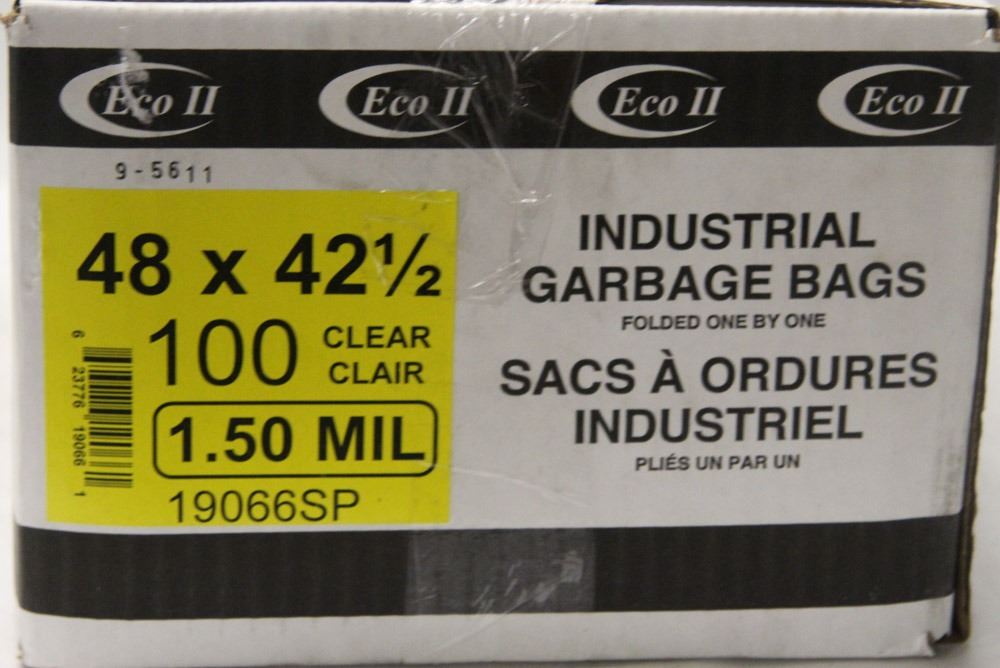 Eco II Eco II Eco II Eco II
9-5611
48 x 42½
100 CLEAR
CLAIR
1.50 MIL
19066SP
6 23776 19066 1
INDUSTRIAL
GARBAGE BAGS
FOLDED ONE BY ONE
SACS À ORDURES
INDUSTRIEL
PLIÉS UN PAR UN